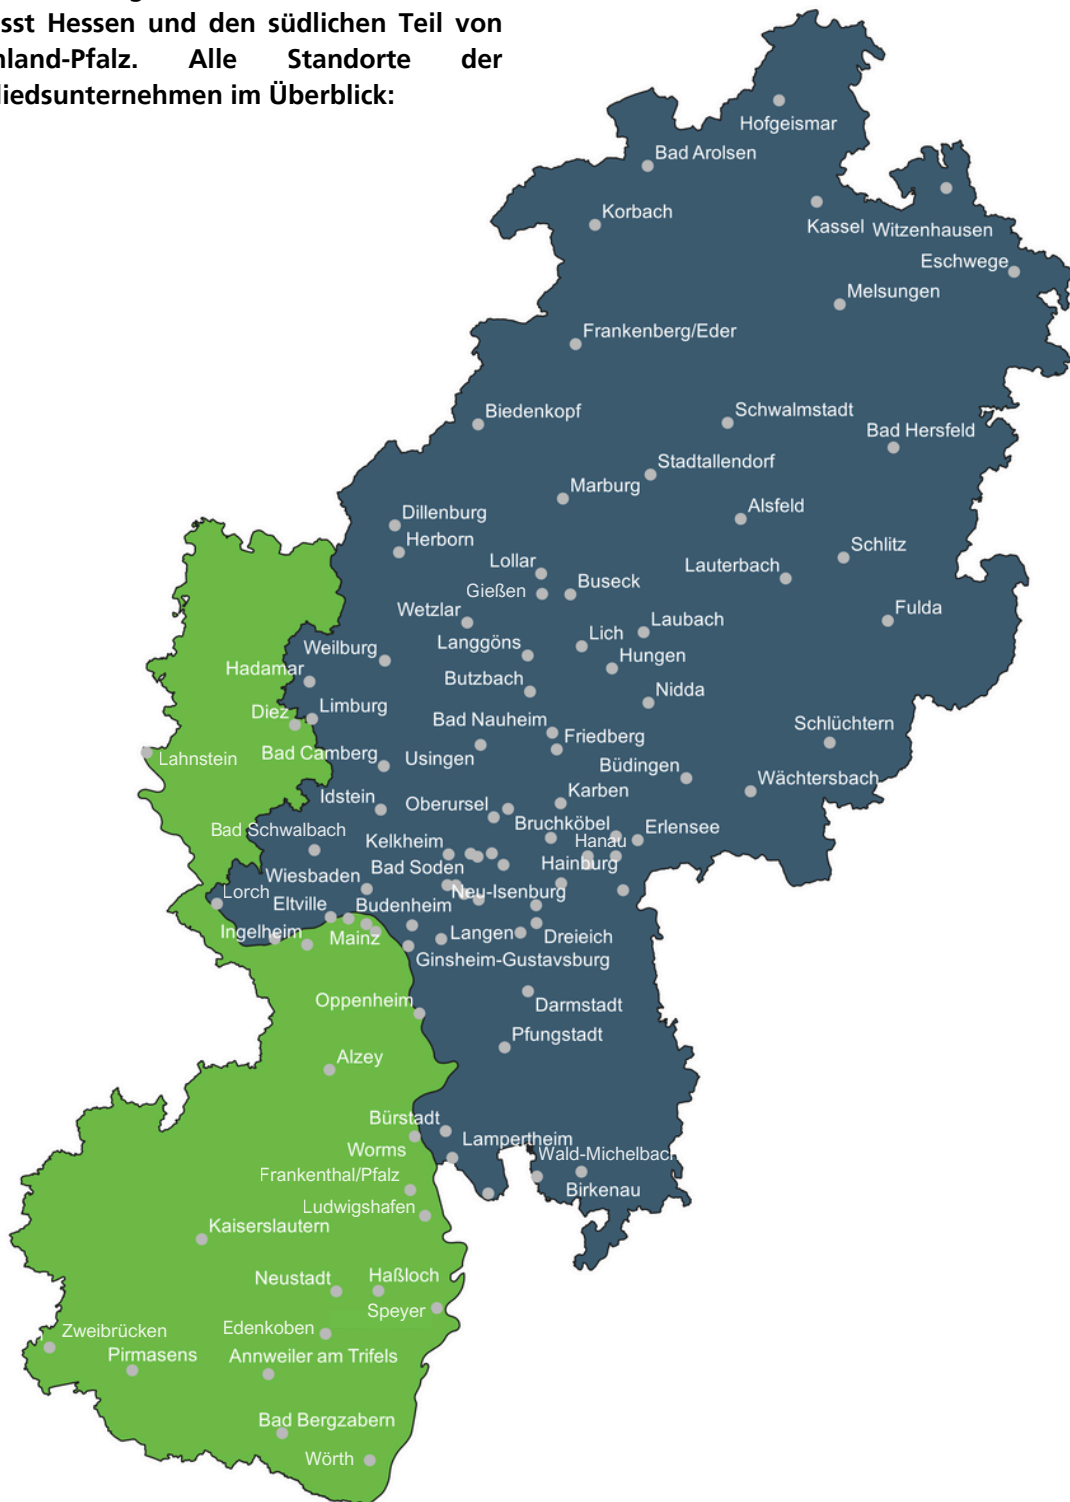 sst Hessen und den südlichen Teil von
nland-Pfalz. Alle Standorte der
liedsunternehmen im Überblick:
Hofgeismar
Bad Arolsen
Korbach
Kassel Witzenhausen
Eschwege
Melsungen
Frankenberg/Eder
Biedenkopf
Schwalmstadt
Bad Hersfeld
Stadtallendorf
Marburg
Alsfeld
Dillenburg
Herborn
Schlitz
Lollar
Lauterbach
Buseck
Gießen
Fulda
Wetzlar
Laubach
Lich
Langgöns
Weilburg
Hungen
Hadamar
Butzbach
Nidda
Limburg
Diez
Bad Nauheim
Schlüchtern
Friedberg
Bad Camberg
Usingen
Lahnstein
Büdingen
Wächtersbach
Karben
Idstein
Oberursel
Bruchköbel
Erlensee
Bad Schwalbach
Kelkheim
Hanau
Hainburg
Bad Soden
Wiesbaden
Neu-Isenburg
Lorch
Eltville
Budenheim
Ingelheim
Mainz
Langen
Dreieich
Ginsheim-Gustavsburg
Oppenheim
Darmstadt
Pfungstadt
Alzey
Bürstadt
Lampertheim
Worms
Wald-Michelbach
Frankenthal/Pfalz
Birkenau
Ludwigshafen
Kaiserslautern
Neustadt
Haßloch
Speyer
Edenkoben
Zweibrücken
Pirmasens
Annweiler am Trifels
Bad Bergzabern
Wörth